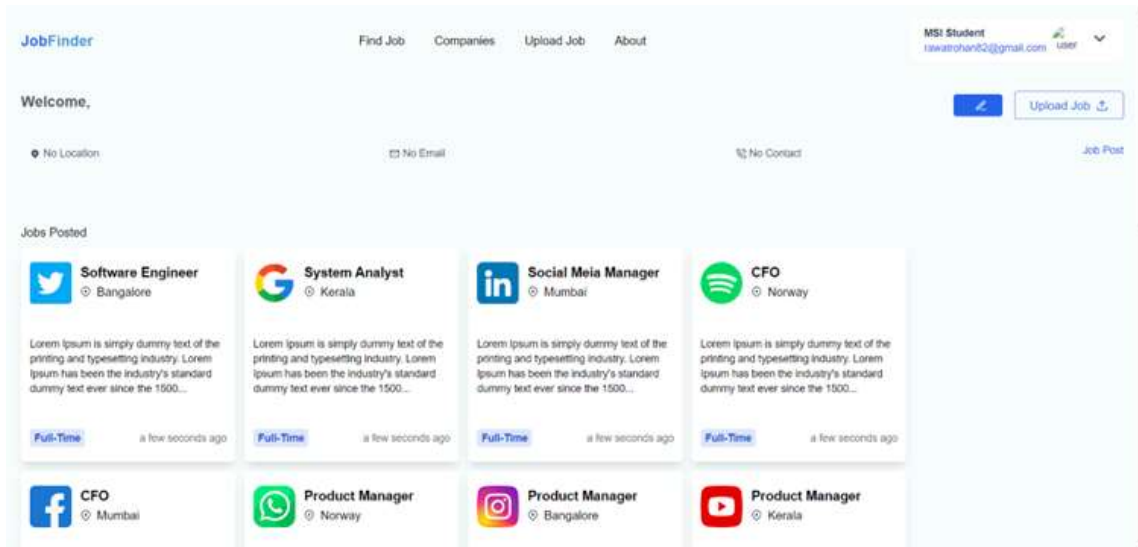 JobFinder
Find Job Companies Upload Job About
MSI Student
rawatrohan82@gmail.com
user
Welcome,
Upload Job
No Location
No Email
No Contact
Job Post
Jobs Posted
Software Engineer
Bangalore
Lorem Ipsum is simply dummy text of the
printing and typesetting industry. Lorem
Ipsum has been the industry's standard
dummy text ever since the 1500...
Full-Time a few seconds ago
System Analyst
Kerala
Lorem Ipsum is simply dummy text of the
printing and typesetting industry. Lorem
Ipsum has been the industry's standard
dummy text ever since the 1500...
Full-Time a few seconds ago
in
Social Meia Manager
Mumbai
Lorem Ipsum is simply dummy text of the
printing and typesetting industry. Lorem
Ipsum has been the industry's standard
dummy text ever since the 1500...
Full-Time a few seconds ago
CFO
Norway
Lorem Ipsum is simply dummy text of the
printing and typesetting industry. Lorem
Ipsum has been the industry's standard
dummy text ever since the 1500...
Full-Time a few seconds ago
CFO
Mumbai
Product Manager
Norway
Product Manager
Bangalore
Product Manager
Kerala